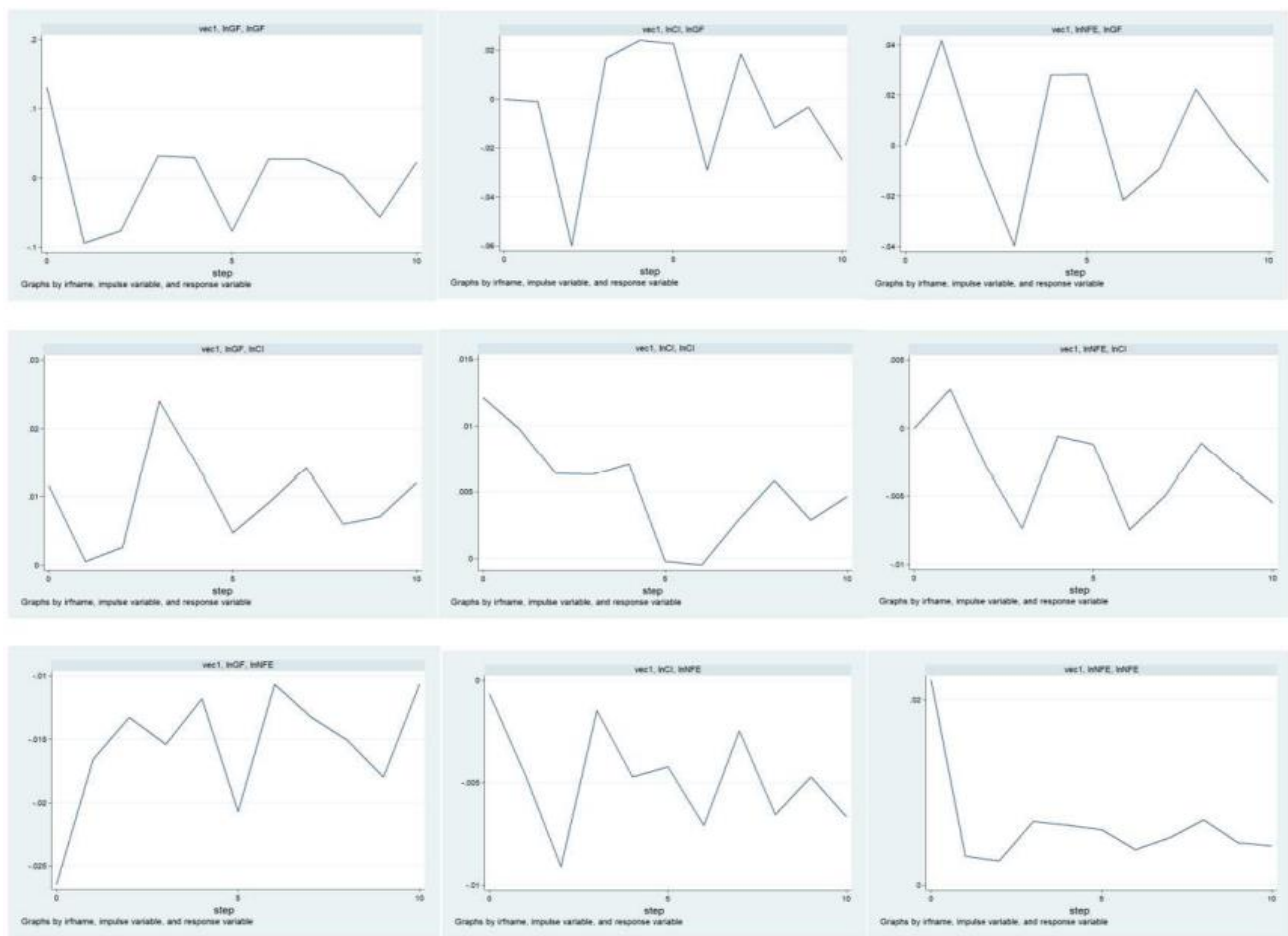 vec1, lnGF, lnGF
.2
.1
0
-.1
0 5 10
step
Graphs by irfname, impulse variable, and response variable
vec1, lnCI, lnGF
.02
0
-.02
-.04
-.06
0 5 10
step
Graphs by irfname, impulse variable, and response variable
vec1, lnNFE, lnGF
.04
.02
0
-.02
-.04
0 5 10
step
Graphs by irfname, impulse variable, and response variable
vec1, lnGF, lnCI
.03
.02
.01
0
0 5 10
step
Graphs by irfname, impulse variable, and response variable
vec1, lnCI, lnCI
.015
.01
.005
0
0 5 10
step
Graphs by irfname, impulse variable, and response variable
vec1, lnNFE, lnCI
.005
0
-.005
-.01
0 5 10
step
Graphs by irfname, impulse variable, and response variable
vec1, lnGF, lnNFE
-.01
-.015
-.02
-.025
0 5 10
step
Graphs by irfname, impulse variable, and response variable
vec1, lnCI, lnNFE
0
-.005
-.01
0 5 10
step
Graphs by irfname, impulse variable, and response variable
vec1, lnNFE, lnNFE
.02
0
0 5 10
step
Graphs by irfname, impulse variable, and response variable